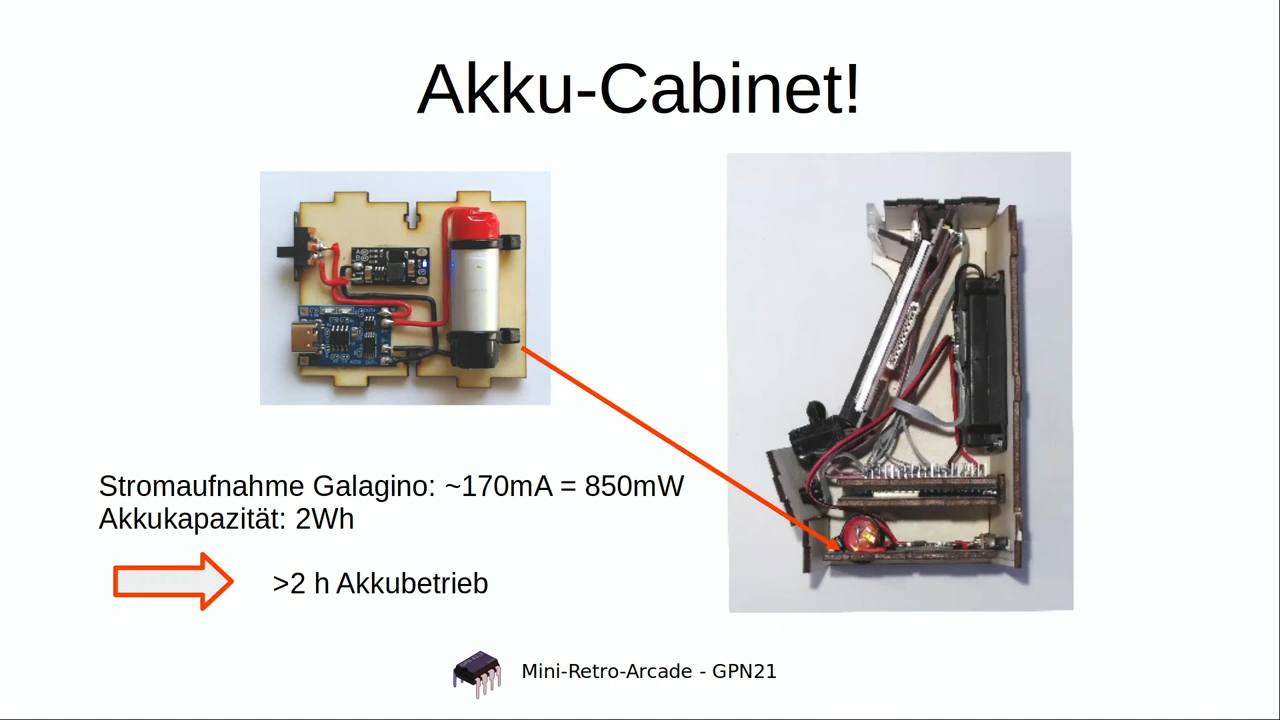 Akku-Cabinet!
Stromaufnahme Galagino: ~170mA = 850mW
Akkukapazität: 2Wh
>2 h Akkubetrieb
Mini-Retro-Arcade - GPN21